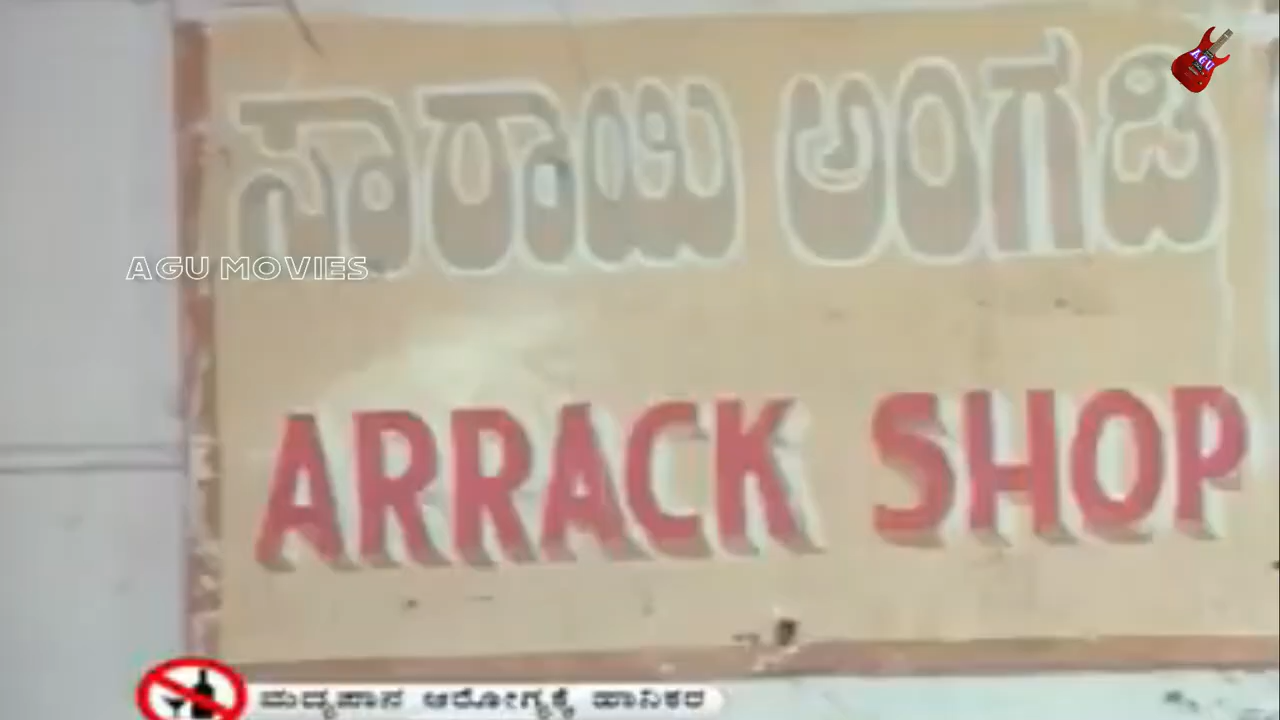 AGU
ಸಾರಾಯಿ ಅಂಗಡಿ
AGU MOVIES
ARRACK SHOP
ಮದ್ಯಪಾನ ಆರೋಗ್ಯಕ್ಕೆ ಹಾನಿಕರ